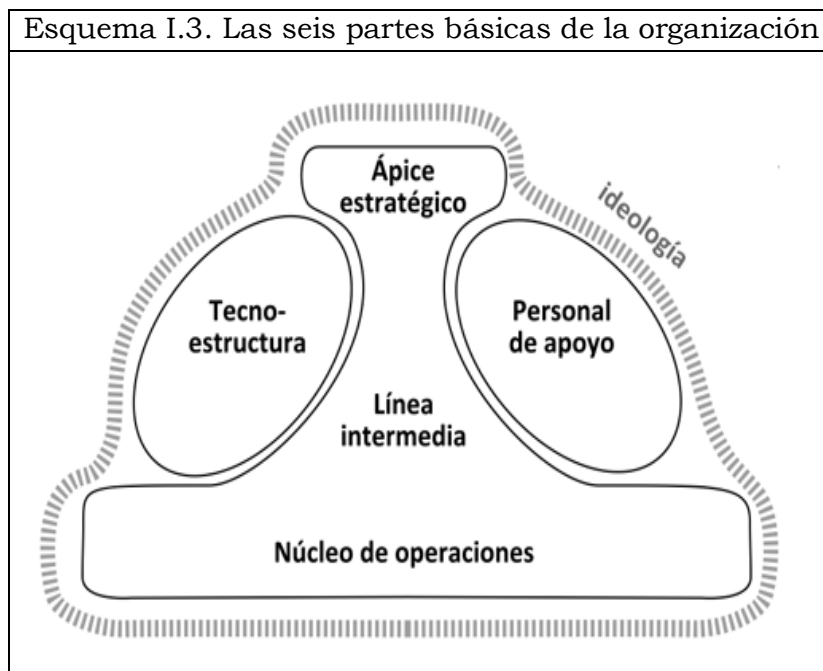 Esquema I.3. Las seis partes básicas de la organización
Ápice
estratégico
ideología
Tecno-
estructura
Personal
de apoyo
Línea
intermedia
Núcleo de operaciones